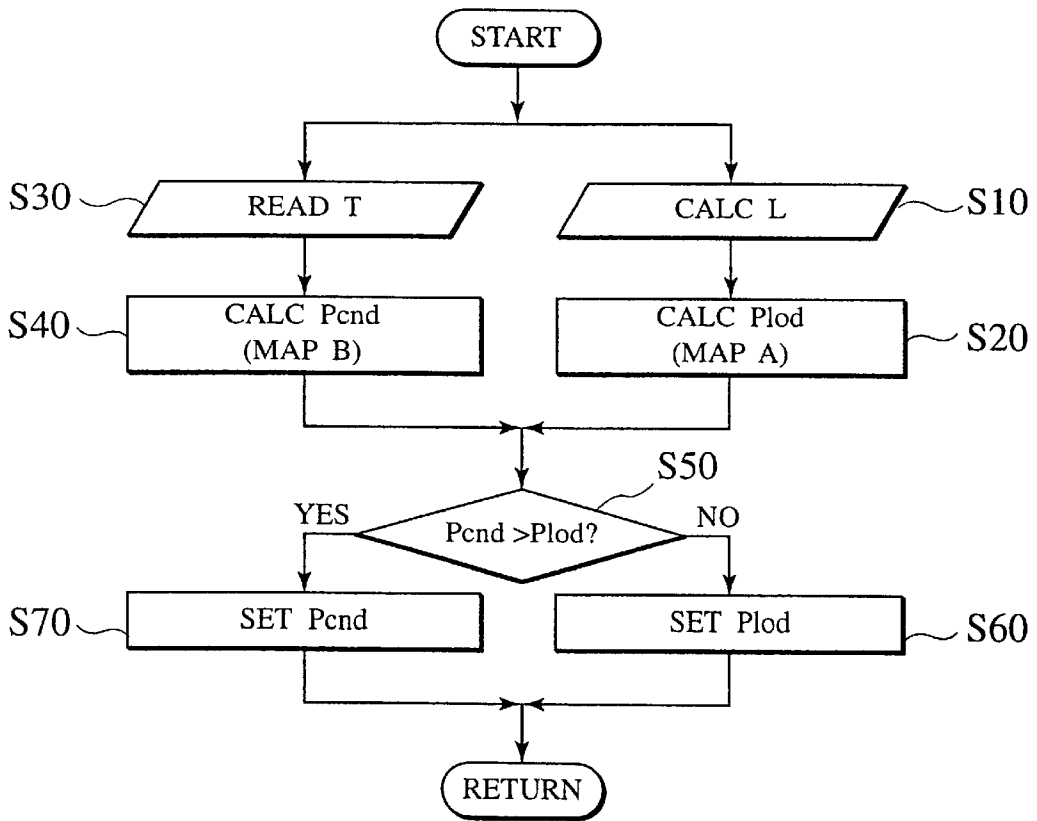 START
S30
READ T
CALC L
S10
S40
CALC Pcnd
(MAP B)
CALC Plod
(MAP A)
S20
S50
YES
Pcnd >Plod?
NO
S70
SET Pcnd
SET Plod
S60
RETURN